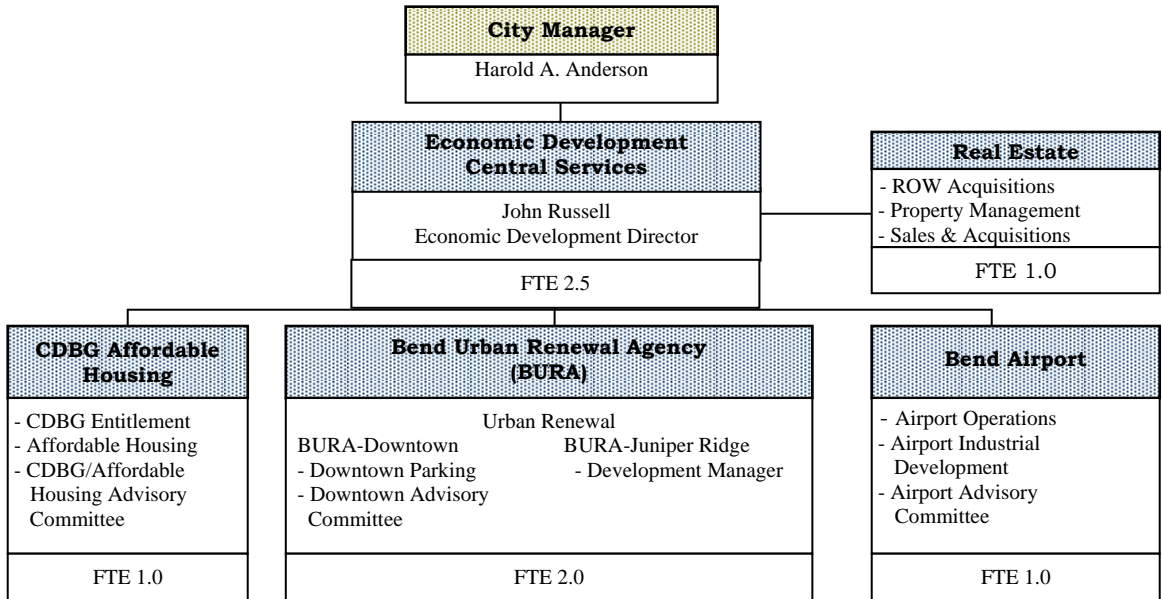 City Manager
Harold A. Anderson
Economic Development
Central Services
John Russell
Economic Development Director
FTE 2.5
Real Estate
- ROW Acquisitions
- Property Management
- Sales & Acquisitions
FTE 1.0
CDBG Affordable
Housing
- CDBG Entitlement
- Affordable Housing
- CDBG/Affordable
Housing Advisory
Committee
FTE 1.0
Bend Urban Renewal Agency
(BURA)
Urban Renewal
BURA-Downtown
- Downtown Parking
- Downtown Advisory
Committee
BURA-Juniper Ridge
- Development Manager
FTE 2.0
Bend Airport
- Airport Operations
- Airport Industrial
Development
- Airport Advisory
Committee
FTE 1.0